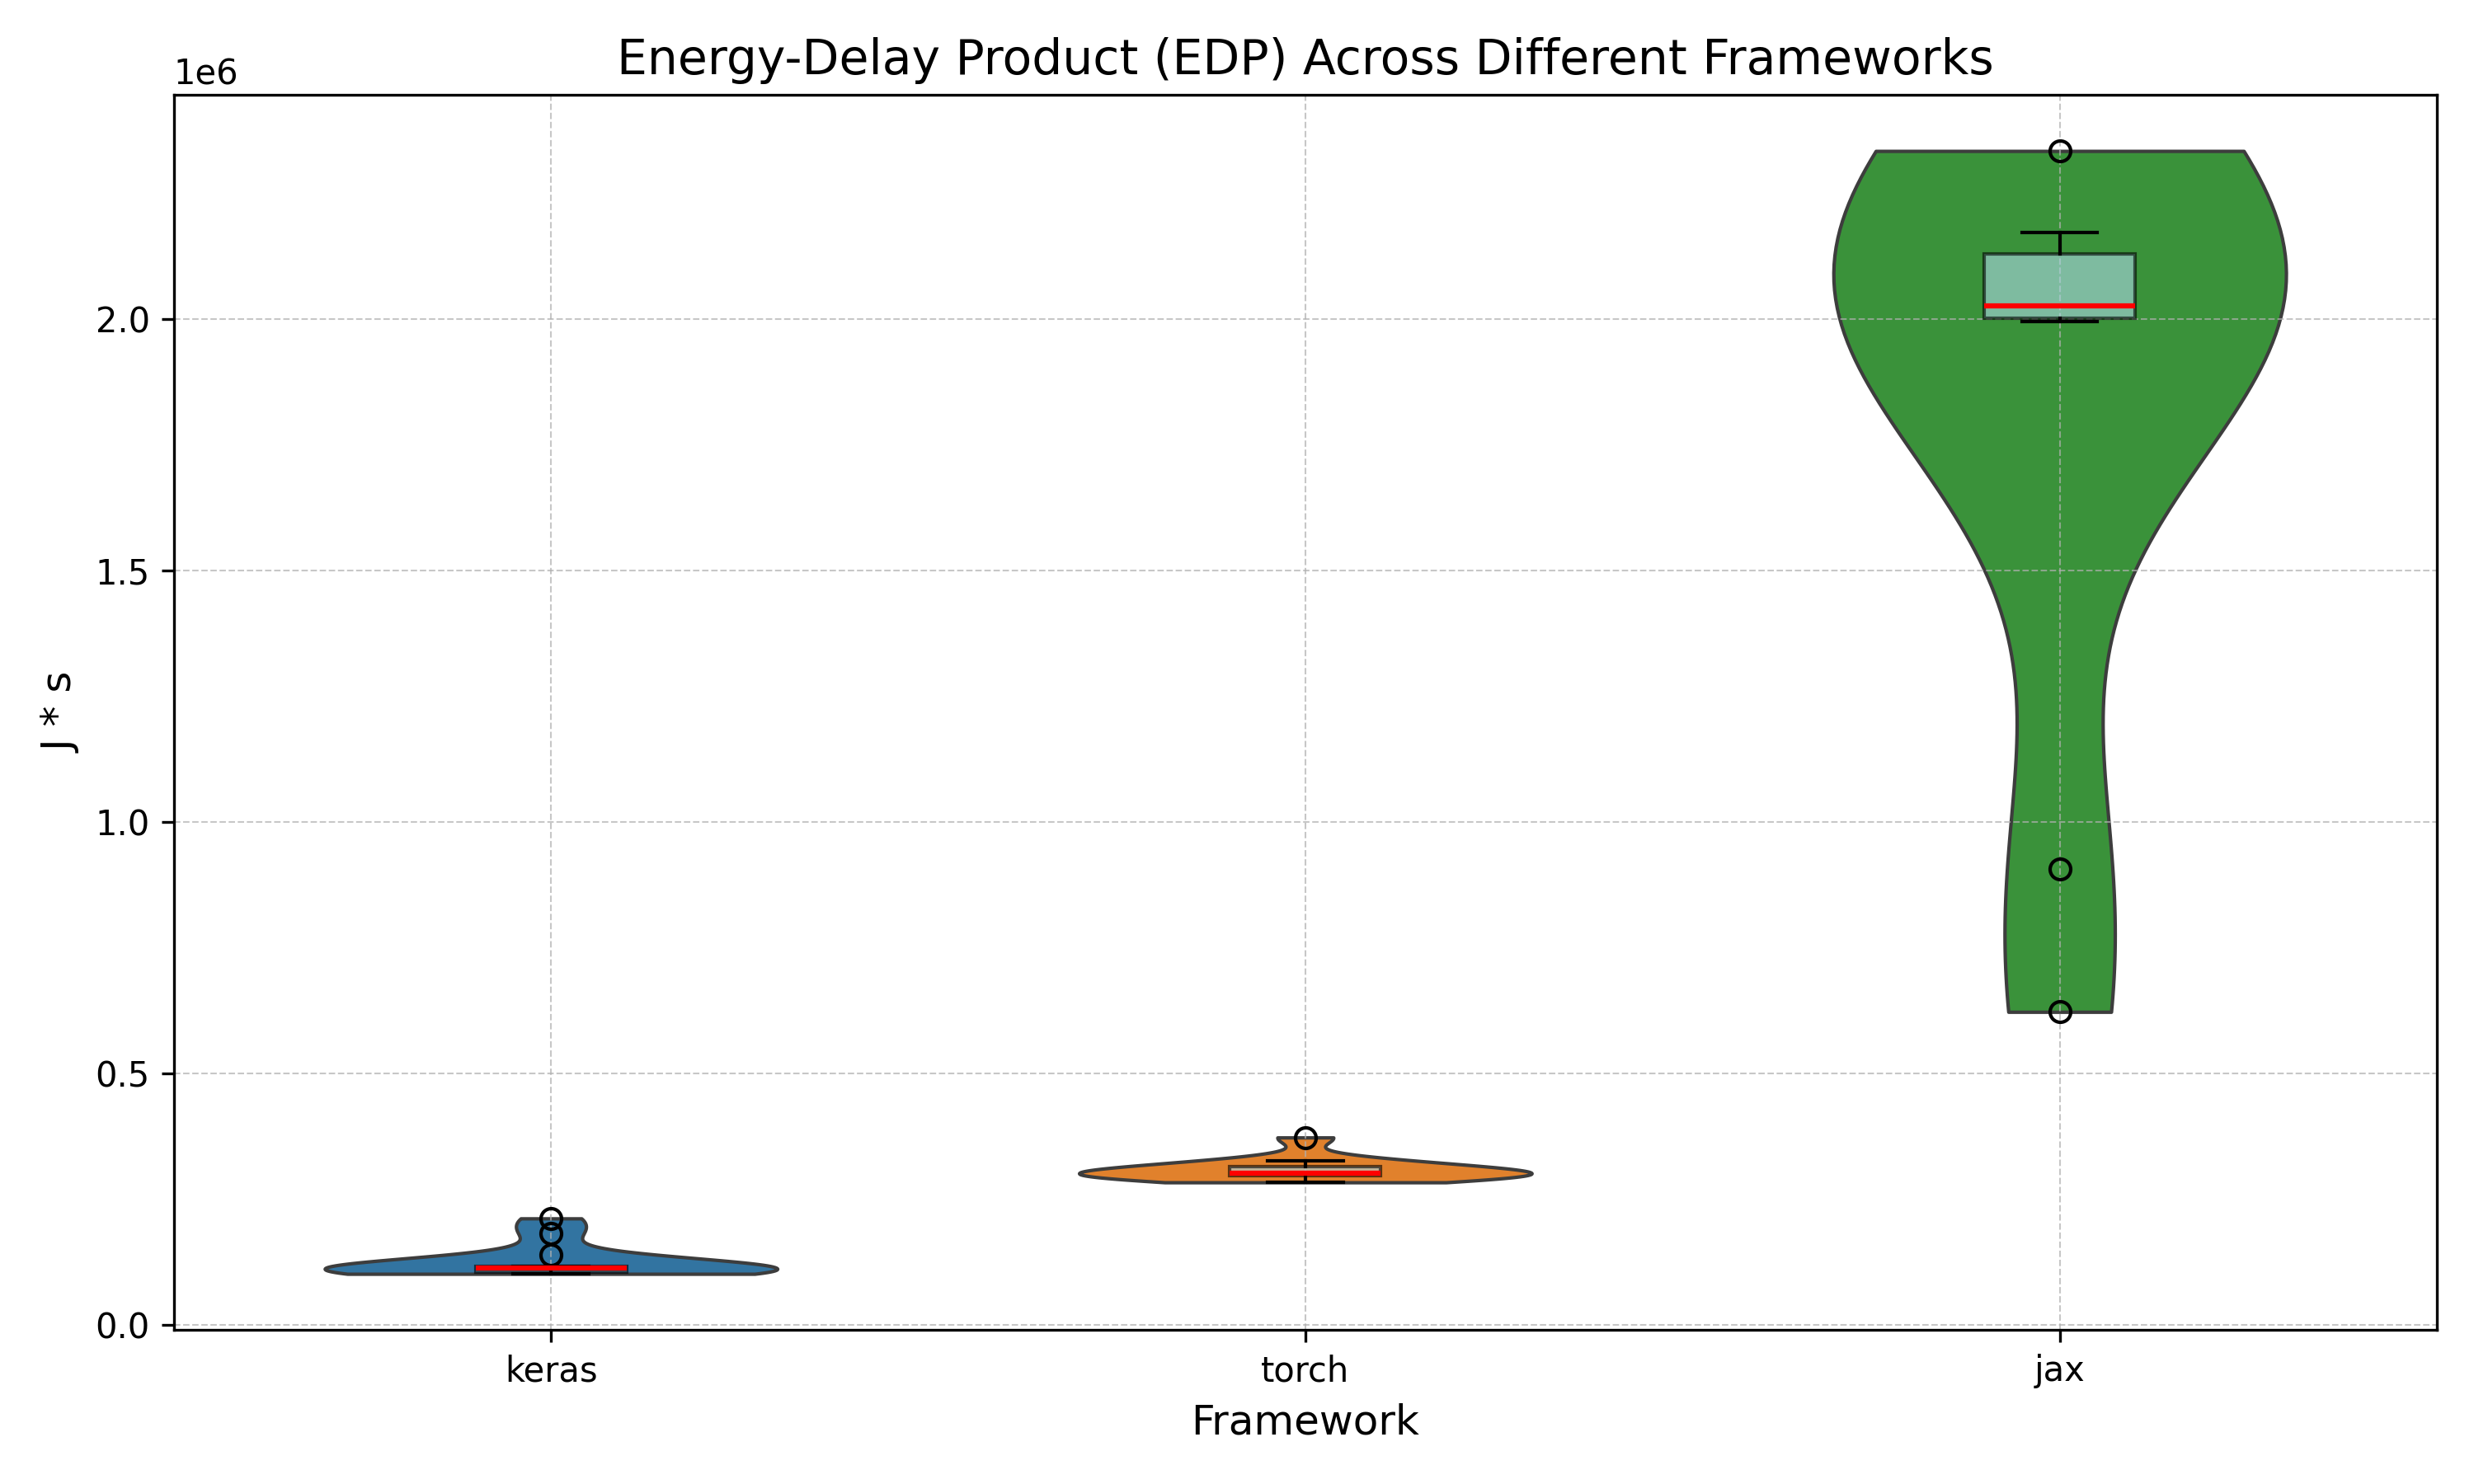 Energy-Delay Product (EDP) Across Different Frameworks
1e6
2.0
1.5
1.0
0.5
0.0
J * s
keras
torch
jax
Framework